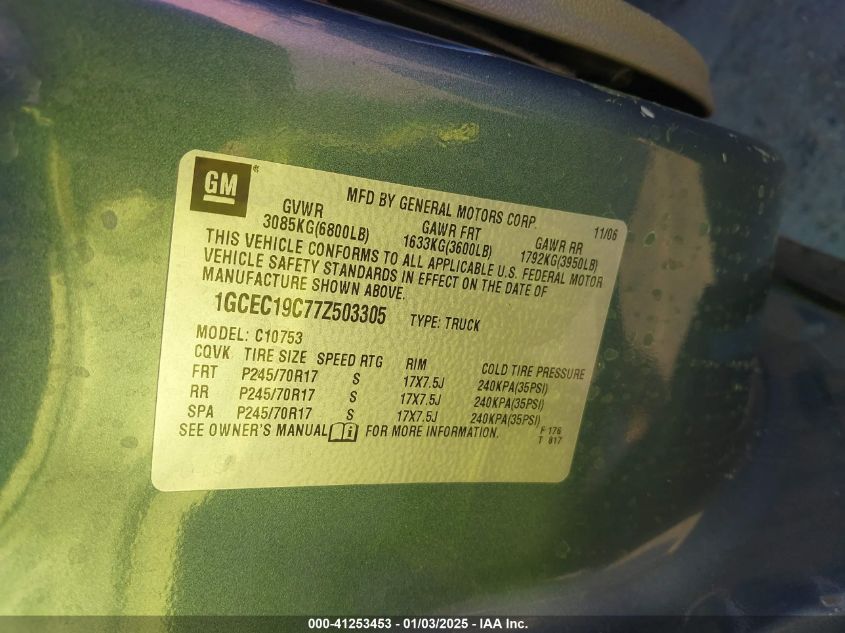 GM ®
MFD BY GENERAL MOTORS CORP. 11/06
GVWR GAWR FRT GAWR RR
3085KG(6800LB) 1633KG(3600LB) 1792KG(3950LB)
THIS VEHICLE CONFORMS TO ALL APPLICABLE U.S. FEDERAL MOTOR
VEHICLE SAFETY STANDARDS IN EFFECT ON THE DATE OF
MANUFACTURE SHOWN ABOVE.
1GCEC19C77Z503305 TYPE: TRUCK
MODEL: C10753
CQVK TIRE SIZE SPEED RTG RIM COLD TIRE PRESSURE
FRT P245/70R17 S 17X7.5J 240KPA(35PSI)
RR P245/70R17 S 17X7.5J 240KPA(35PSI)
SPA P245/70R17 S 17X7.5J 240KPA(35PSI)
SEE OWNER'S MANUAL i FOR MORE INFORMATION. F 176
T 817
000-41253453 - 01/03/2025 - IAA Inc.